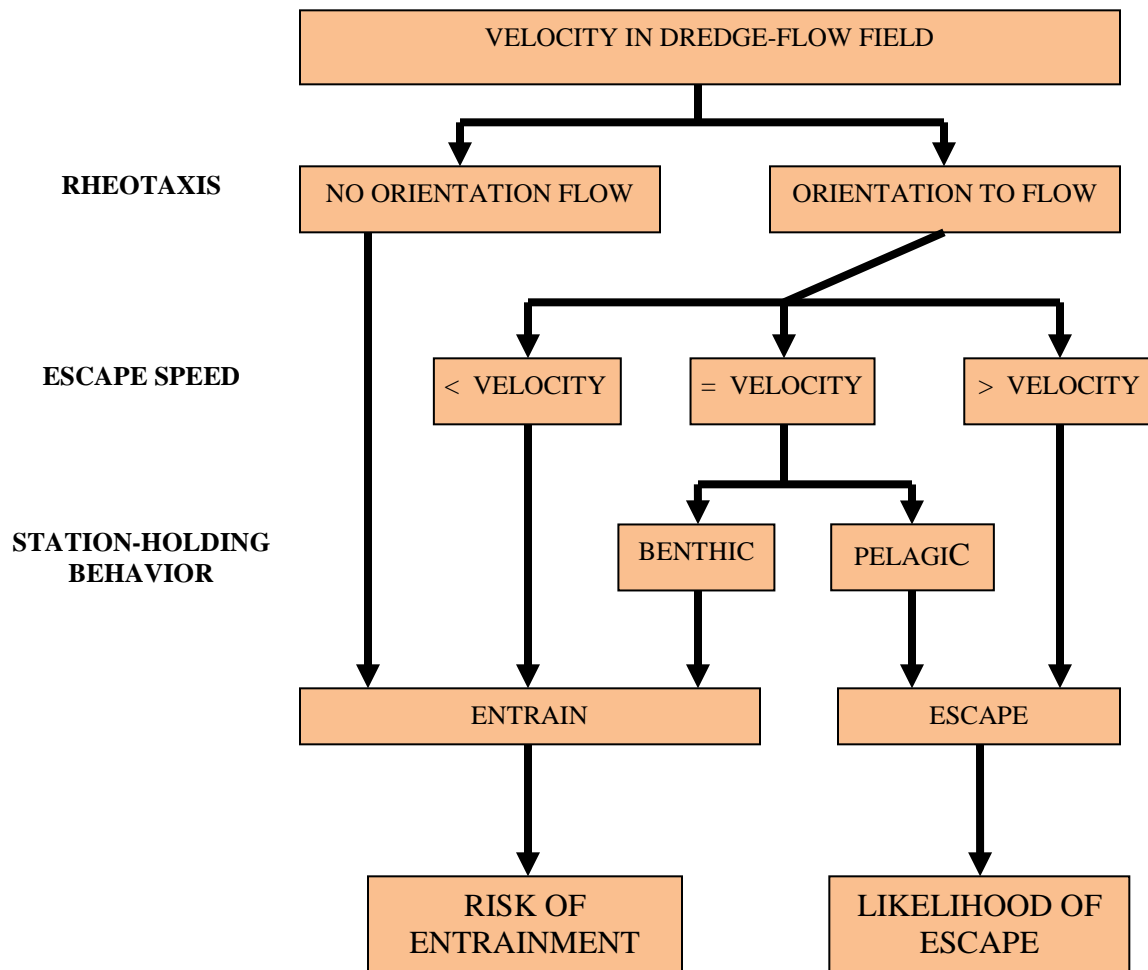 VELOCITY IN DREDGE-FLOW FIELD
RHEOTAXIS
NO ORIENTATION FLOW
ORIENTATION TO FLOW
ESCAPE SPEED
< VELOCITY
= VELOCITY
> VELOCITY
STATION-HOLDING
BEHAVIOR
BENTHIC
PELAGIC
ENTRAIN
ESCAPE
RISK OF
ENTRAINMENT
LIKELIHOOD OF
ESCAPE